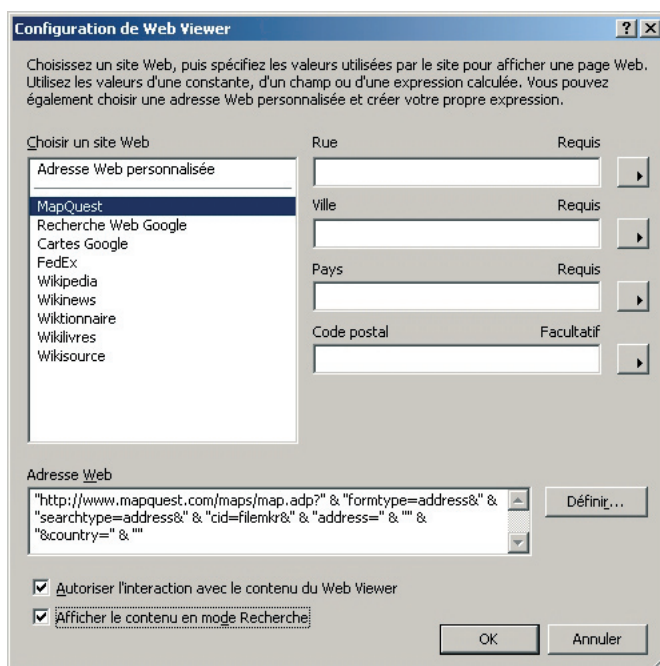 Configuration de Web Viewer
Choisissez un site Web, puis spécifiez les valeurs utilisées par le site pour afficher une page Web.
Utilisez les valeurs d'une constante, d'un champ ou d'une expression calculée. Vous pouvez
également choisir une adresse Web personnalisée et créer votre propre expression.
Choisir un site Web
Adresse Web personnalisée
MapQuest
Recherche Web Google
Cartes Google
FedEx
Wikipedia
Wikinews
Wiktionnaire
Wikilivres
Wikisource
Rue Requis
Ville Requis
Pays Requis
Code postal Facultatif
Adresse Web
"http://www.mapquest.com/maps/map.adp?" & "formtype=address&" &
"searchtype=address&" & "cid=filemkr&" & "address=" & "" &
"&country=" & ""
Définir...
Autoriser l'interaction avec le contenu du Web Viewer
Afficher le contenu en mode Recherche
OK Annuler